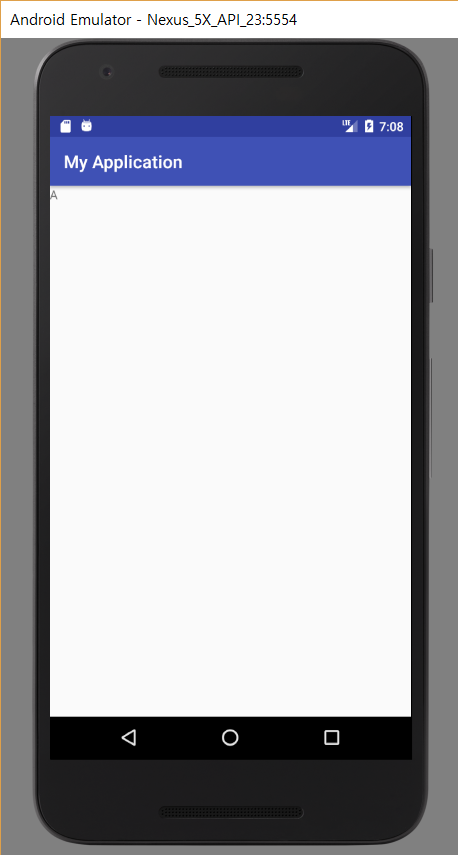 Android Emulator - Nexus_5X_API_23:5554
LTE 7:08
My Application
A